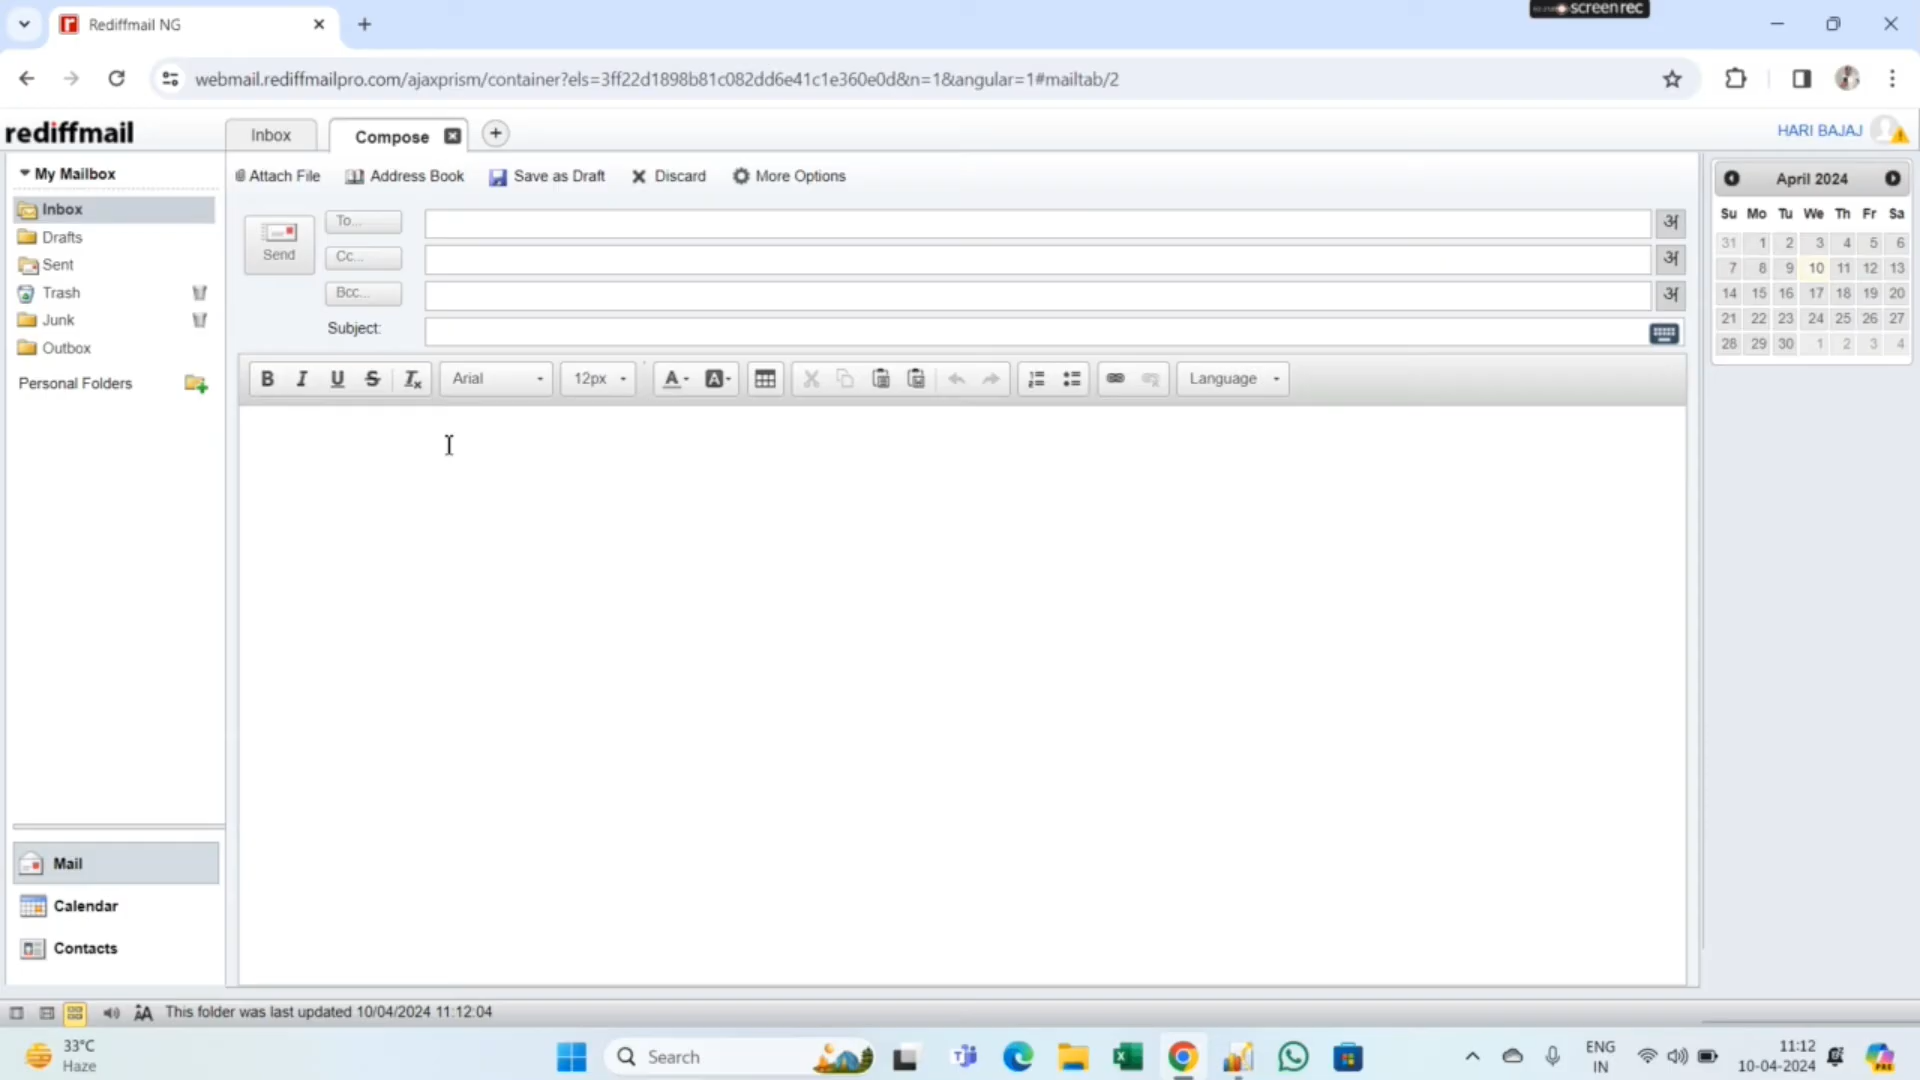 Rediffmail NG
screenrec
webmail.rediffmailpro.com/ajaxprism/container?els=3ff22d1898b81c082dd6e41c1e360e0d&n=1&angular=1#mailtab/2
rediffmail
Inbox
Compose
HARI BAJAJ
My Mailbox
Inbox
Drafts
Sent
Trash
Junk
Outbox
Personal Folders
Attach File
Address Book
Save as Draft
Discard
More Options
Send
To...
अ
Cc...
अ
Bcc...
अ
Subject:
B I U S Tx Arial 12px A A Language
April 2024
Su Mo Tu We Th Fr Sa
31 1 2 3 4 5 6
7 8 9 10 11 12 13
14 15 16 17 18 19 20
21 22 23 24 25 26 27
28 29 30 1 2 3 4
Mail
Calendar
Contacts
This folder was last updated 10/04/2024 11:12:04
33°C
Haze
Search
ENG
IN
11:12
10-04-2024